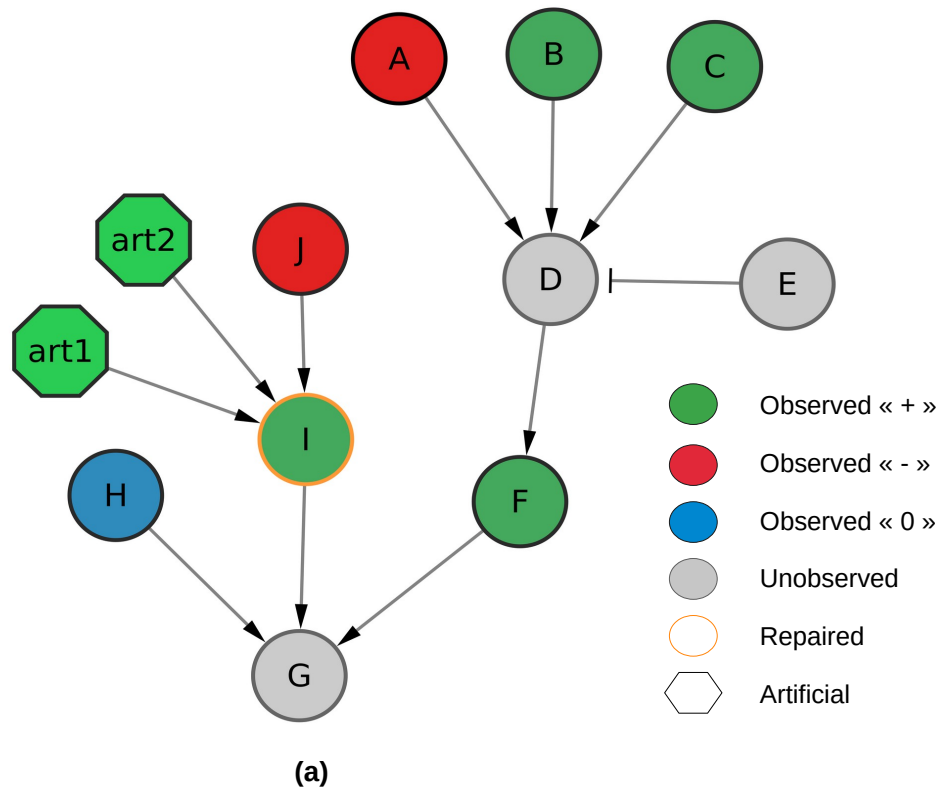 A
B
C
art2
J
D
E
art1
I
Observed « + »
Observed « - »
H
F
Observed « 0 »
Unobserved
Repaired
G
Artificial
(a)